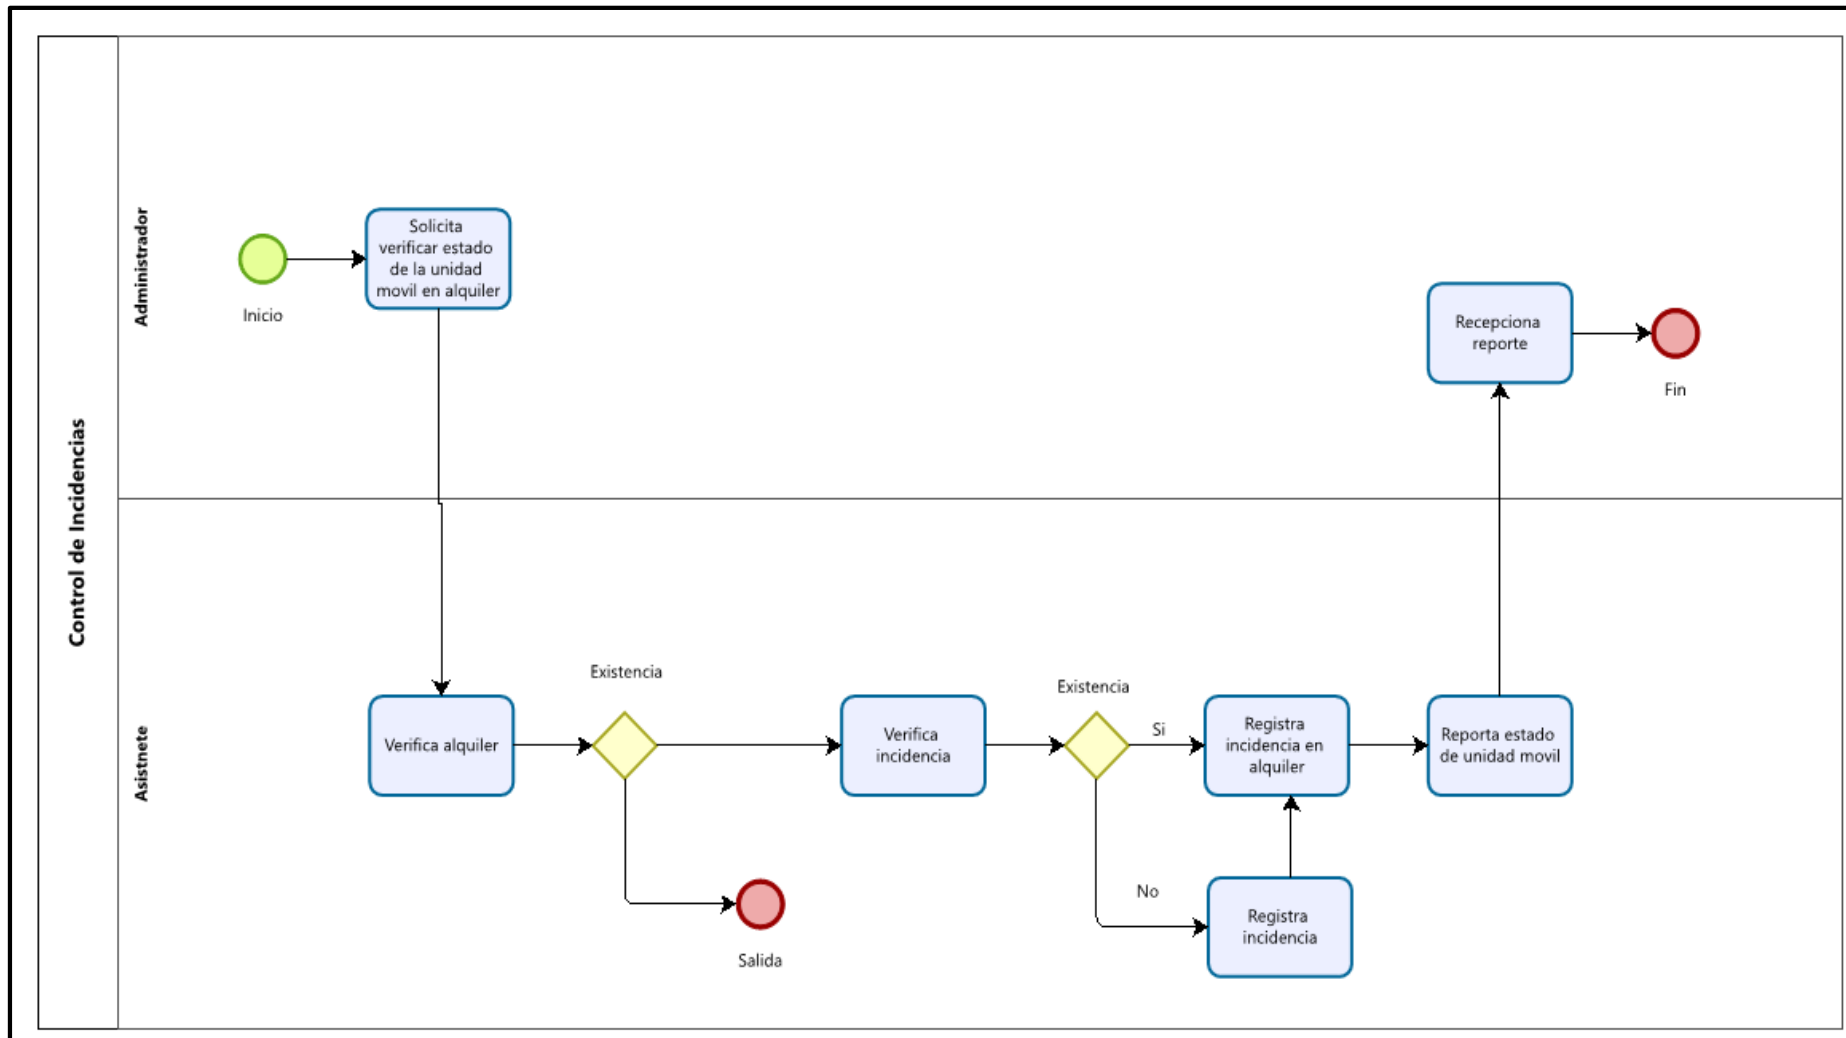 Control de Incidencias
Administrador
Inicio
Solicita
verificar estado
de la unidad
movil en alquiler
Recepciona
reporte
Fin
Asistnete
Verifica alquiler
Existencia
Salida
Verifica
incidencia
Existencia
Si
No
Registra
incidencia en
alquiler
Registra
incidencia
Reporta estado
de unidad movil